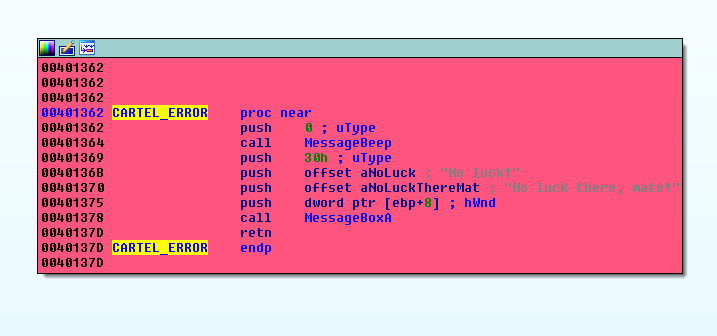 00401362
00401362
00401362
00401362 CARTEL_ERROR proc near
00401362 push 0 ; uType
00401364 call MessageBeep
00401369 push 30h ; uType
0040136B push offset aNoLuck ; "No luck!"
00401370 push offset aNoLuckThereMat ; "No luck there, mate!"
00401375 push dword ptr [ebp+8] ; hWnd
00401378 call MessageBoxA
0040137D retn
0040137D CARTEL_ERROR endp
0040137D